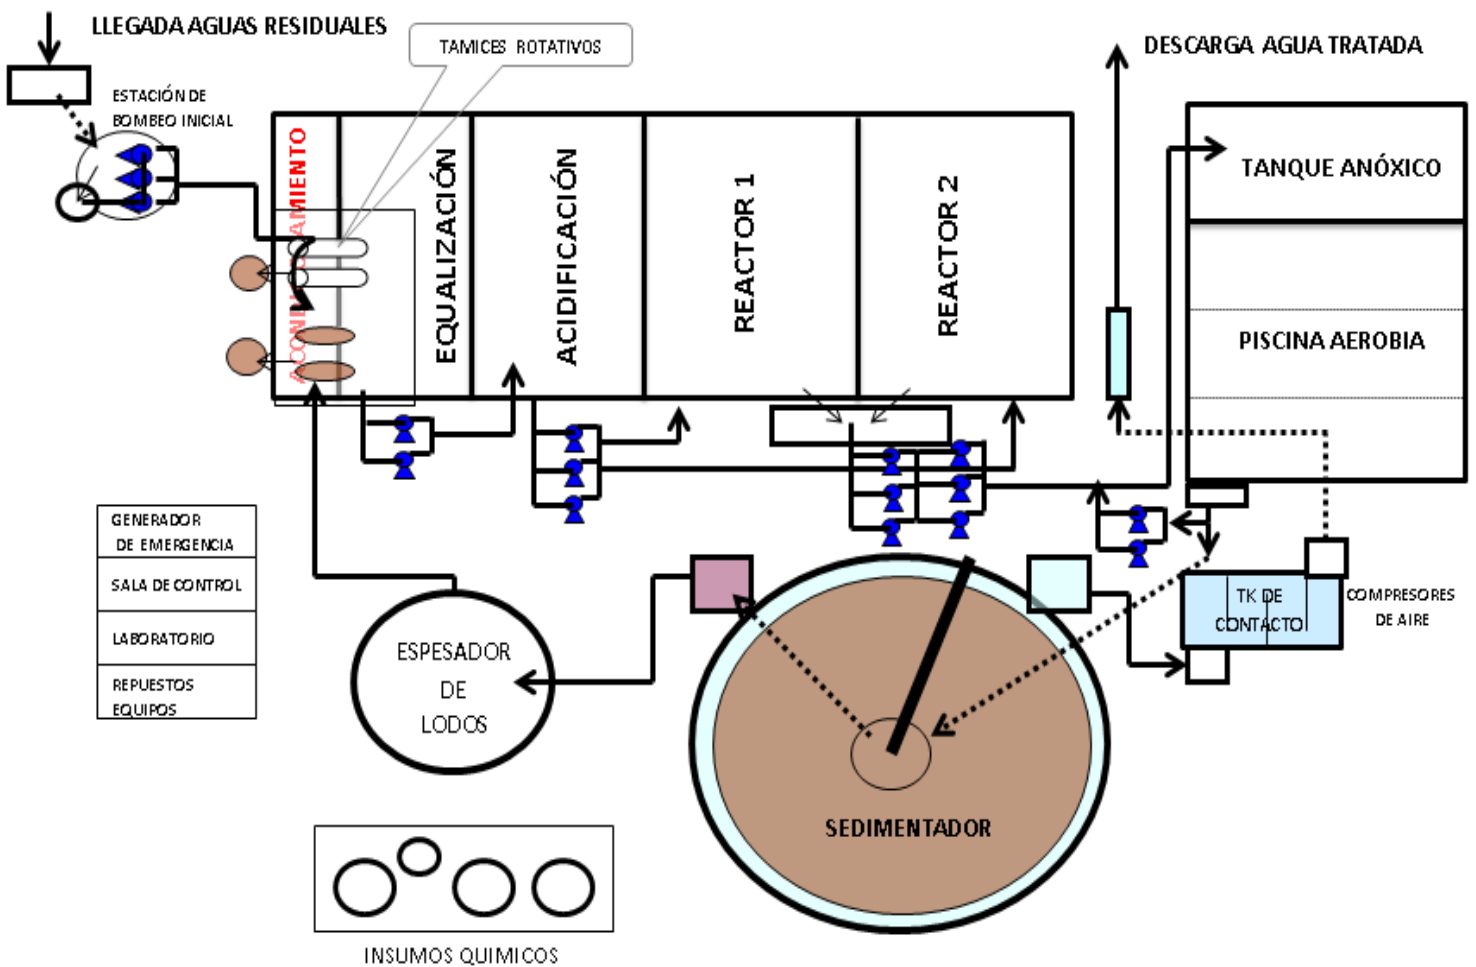 LLEGADA AGUAS RESIDUALES
TAMICES ROTATIVOS
DESCARGA AGUA TRATADA
ESTACIÓN DE
BOMBEO INICIAL
EQUALIZACIÓN
ACIDIFICACIÓN
REACTOR 1
REACTOR 2
TANQUE ANÓXICO
PISCINA AEROBIA
GENERADOR
DE EMERGENCIA
SALA DE CONTROL
LABORATORIO
REPUESTOS
EQUIPOS
ESPESADOR
DE
LODOS
TK DE
CONTACTO
COMPRESORES
DE AIRE
SEDIMENTADOR
INSUMOS QUIMICOS